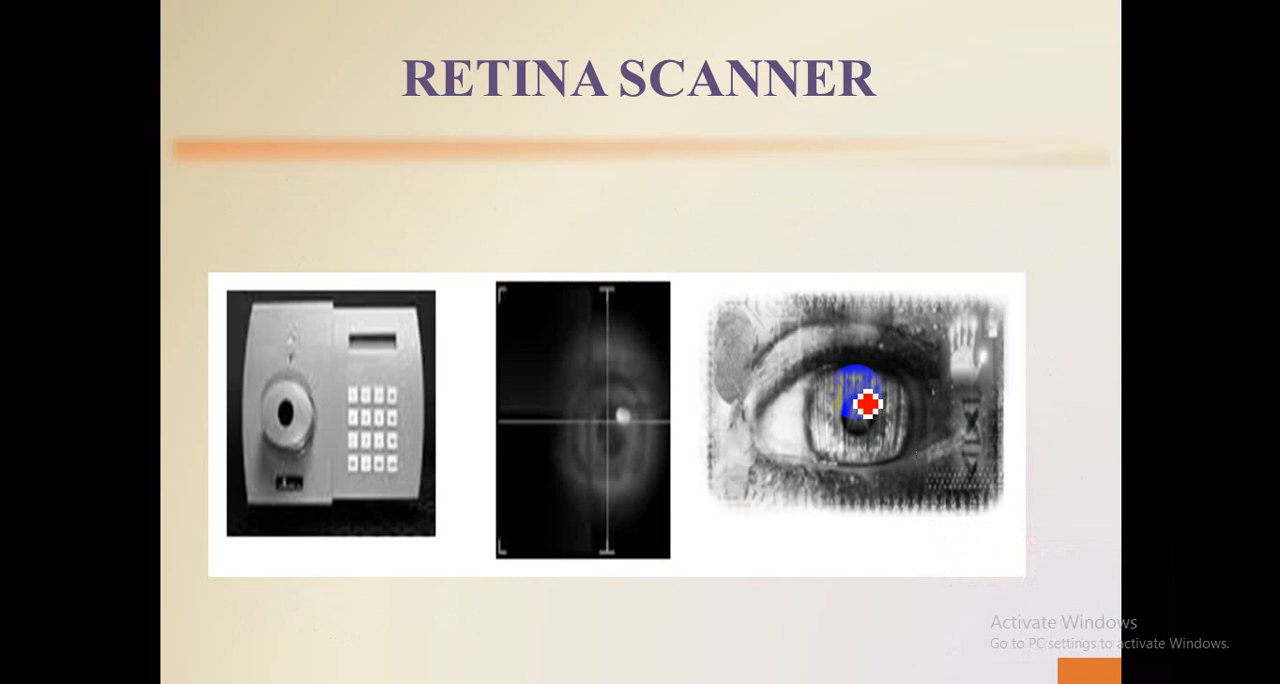 RETINA SCANNER
Activate Windows
Go to PC settings to activate Windows.